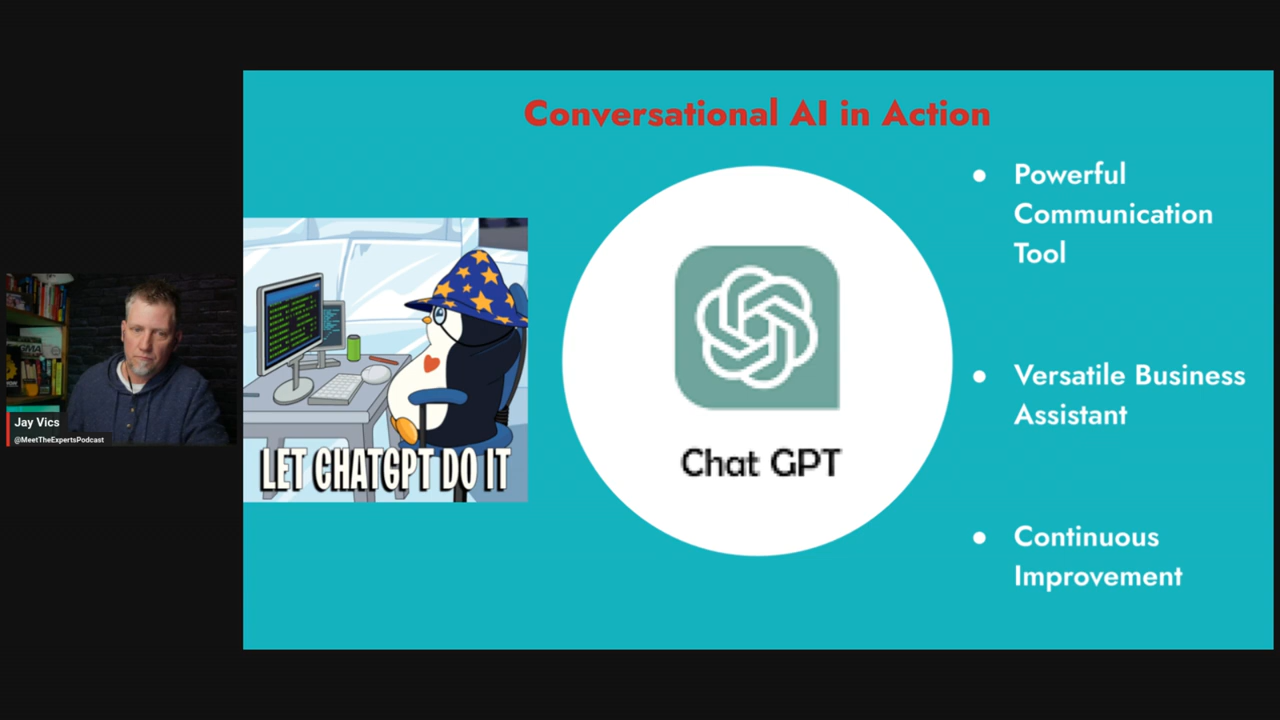 Conversational AI in Action
Powerful
Communication
Tool
LET CHATGPT DO IT
Chat GPT
Versatile Business
Assistant
Continuous
Improvement
Jay Vics
@MeetTheExpertsPodcast